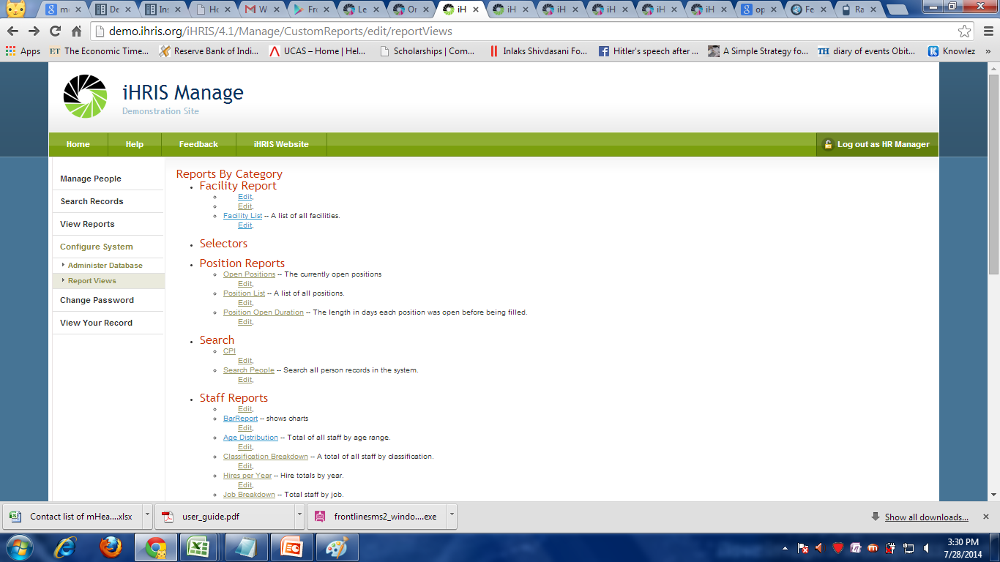 mo
De
Ins
Ho
W
Fro
Le
On
iH
iH
iH
iH
iH
iH
op
Fe
Ra
demo.ihris.org/iHRIS/4.1/Manage/CustomReports/edit/reportViews
Apps ET The Economic Time... Reserve Bank of Indi... UCAS – Home | Hel... Scholarships | Com... Inlaks Shivdasani Fo... Hitler's speech after ... A Simple Strategy fo... TH diary of events Obit... Knowlez »
iHRIS Manage
Demonstration Site
Home Help Feedback iHRIS Website Log out as HR Manager
Manage People
Search Records
View Reports
Configure System
Administer Database
Report Views
Change Password
View Your Record
Reports By Category
Facility Report
Edit,
Edit,
Facility List -- A list of all facilities.
Edit,
Selectors
Position Reports
Open Positions -- The currently open positions
Edit,
Position List -- A list of all positions.
Edit,
Position Open Duration -- The length in days each position was open before being filled.
Edit,
Search
CPI
Edit,
Search People -- Search all person records in the system.
Edit,
Staff Reports
Edit,
BarReport -- shows charts
Edit,
Age Distribution -- Total of all staff by age range.
Edit,
Classification Breakdown -- A total of all staff by classification.
Edit,
Hires per Year -- Hire totals by year.
Edit,
Job Breakdown -- Total staff by job.
Contact list of mHea....xlsx user_guide.pdf frontlinesms2_windo....exe Show all downloads...
3:30 PM
7/28/2014